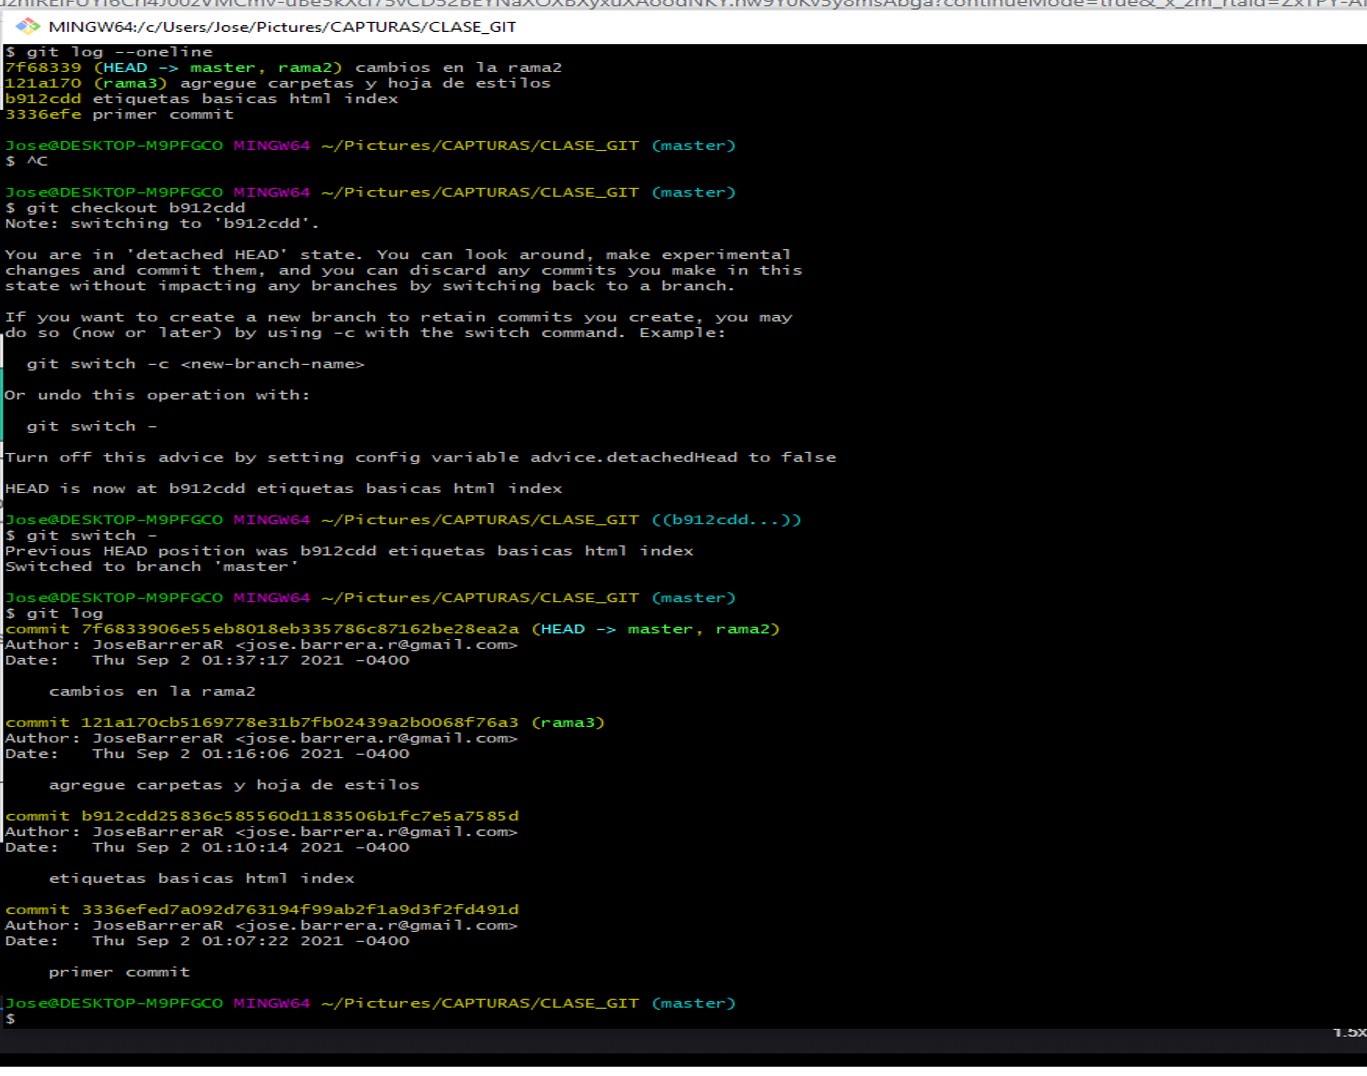 MINGW64:/c/Users/Jose/Pictures/CAPTURAS/CLASE_GIT
$ git log --oneline
7f68339 (HEAD -> master, rama2) cambios en la rama2
121a170 (rama3) agregue carpetas y hoja de estilos
b912cdd etiquetas basicas html index
3336efe primer commit
Jose@DESKTOP-M9PFGCO MINGW64 ~/Pictures/CAPTURAS/CLASE_GIT (master)
$ ^C
Jose@DESKTOP-M9PFGCO MINGW64 ~/Pictures/CAPTURAS/CLASE_GIT (master)
$ git checkout b912cdd
Note: switching to 'b912cdd'.
You are in 'detached HEAD' state. You can look around, make experimental
changes and commit them, and you can discard any commits you make in this
state without impacting any branches by switching back to a branch.
If you want to create a new branch to retain commits you create, you may
do so (now or later) by using -c with the switch command. Example:
git switch -c <new-branch-name>
Or undo this operation with:
git switch -
Turn off this advice by setting config variable advice.detachedHead to false
HEAD is now at b912cdd etiquetas basicas html index
Jose@DESKTOP-M9PFGCO MINGW64 ~/Pictures/CAPTURAS/CLASE_GIT ((b912cdd...))
$ git switch -
Previous HEAD position was b912cdd etiquetas basicas html index
Switched to branch 'master'
Jose@DESKTOP-M9PFGCO MINGW64 ~/Pictures/CAPTURAS/CLASE_GIT (master)
$ git log
commit 7f6833906e55eb8018eb335786c87162be28ea2a (HEAD -> master, rama2)
Author: JoseBarreraR <jose.barrera.r@gmail.com>
Date:   Thu Sep 2 01:37:17 2021 -0400
cambios en la rama2
commit 121a170cb5169778e31b7fb02439a2b0068f76a3 (rama3)
Author: JoseBarreraR <jose.barrera.r@gmail.com>
Date:   Thu Sep 2 01:16:06 2021 -0400
agregue carpetas y hoja de estilos
commit b912cdd25836c585560d1183506b1fc7e5a7585d
Author: JoseBarreraR <jose.barrera.r@gmail.com>
Date:   Thu Sep 2 01:10:14 2021 -0400
etiquetas basicas html index
commit 3336efed7a092d763194f99ab2f1a9d3f2fd491d
Author: JoseBarreraR <jose.barrera.r@gmail.com>
Date:   Thu Sep 2 01:07:22 2021 -0400
primer commit
Jose@DESKTOP-M9PFGCO MINGW64 ~/Pictures/CAPTURAS/CLASE_GIT (master)
$
1.5x